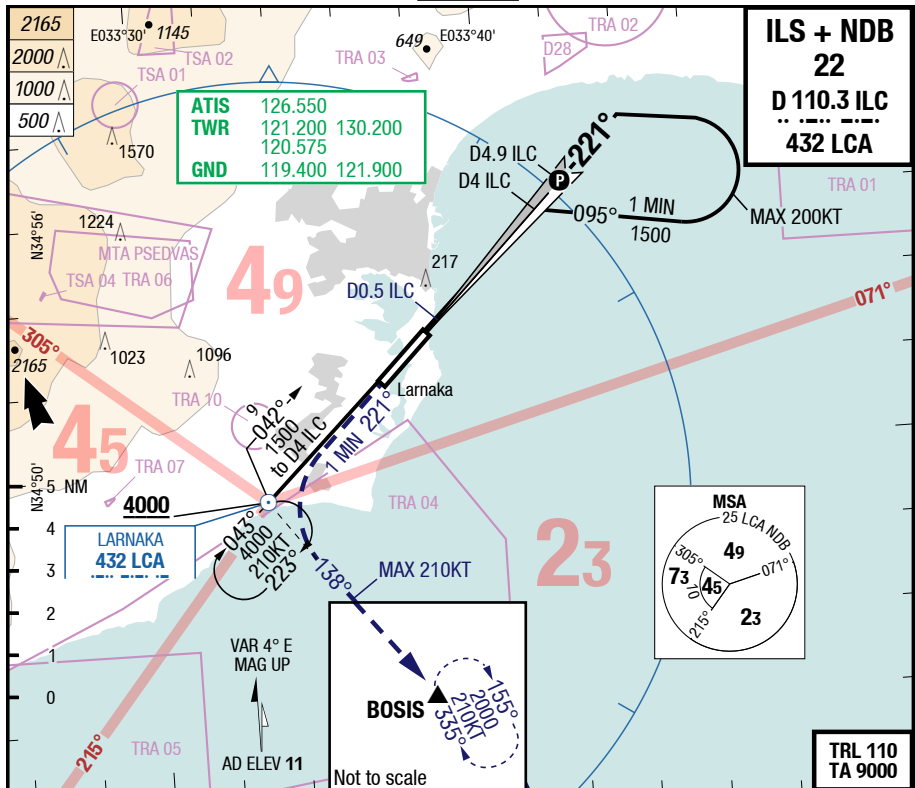 2165
2000
1000
500
E033°30'
1145
TSA 02
TSA 01
1570
649
E033°40'
TRA 03
D28
TRA 02
ILS + NDB
22
D 110.3 ILC
432 LCA
ATIS 126.550
TWR 121.200 130.200
120.575
GND 119.400 121.900
D4.9 ILC
D4 ILC
P
221°
095°
1 MIN
1500
MAX 200KT
TRA 01
N34°56'
1224
MTA PSEDVAS
TSA 04 TRA 06
49
217
D0.5 ILC
071°
305°
2165
1023
1096
45
TRA 10
9
042°
1500
to D4 ILC
Larnaka
1 MIN 221°
TRA 07
N34°50'
5 NM
4
3
2
1
0
4000
LARNAKA
432 LCA
043°
4000
210KT
223°
TRA 04
138°
MAX 210KT
23
MSA
25 LCA NDB
49
305°
071°
73
70
45
215°
23
VAR 4° E
MAG UP
AD ELEV 11
215°
TRA 05
BOSIS
155°
2000
210KT
335°
Not to scale
TRL 110
TA 9000